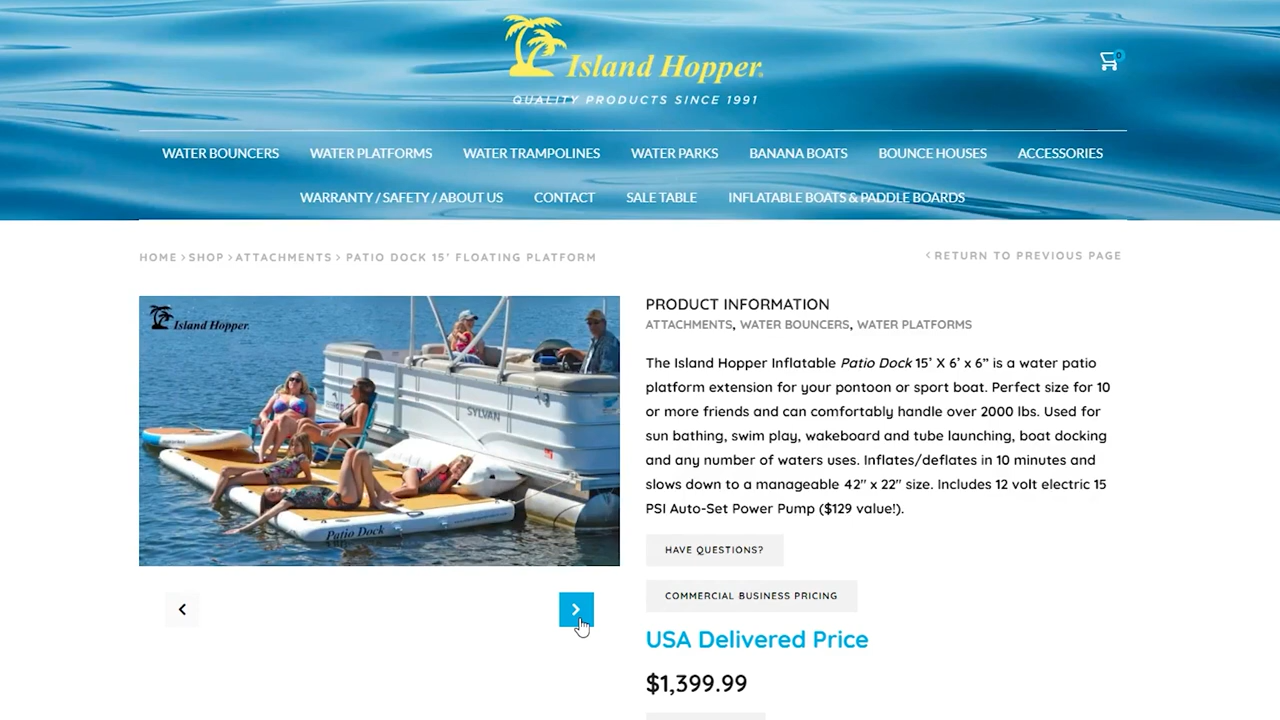 Island Hopper®
QUALITY PRODUCTS SINCE 1991
0
WATER BOUNCERS WATER PLATFORMS WATER TRAMPOLINES WATER PARKS BANANA BOATS BOUNCE HOUSES ACCESSORIES
WARRANTY / SAFETY / ABOUT US CONTACT SALE TABLE INFLATABLE BOATS & PADDLE BOARDS
HOME > SHOP > ATTACHMENTS > PATIO DOCK 15' FLOATING PLATFORM
< RETURN TO PREVIOUS PAGE
Island Hopper.
SYLVAN
Patio Dock
PRODUCT INFORMATION
ATTACHMENTS, WATER BOUNCERS, WATER PLATFORMS
The Island Hopper Inflatable Patio Dock 15' X 6' x 6" is a water patio
platform extension for your pontoon or sport boat. Perfect size for 10
or more friends and can comfortably handle over 2000 lbs. Used for
sun bathing, swim play, wakeboard and tube launching, boat docking
and any number of waters uses. Inflates/deflates in 10 minutes and
slows down to a manageable 42" x 22" size. Includes 12 volt electric 15
PSI Auto-Set Power Pump ($129 value!).
HAVE QUESTIONS?
COMMERCIAL BUSINESS PRICING
USA Delivered Price
$1,399.99